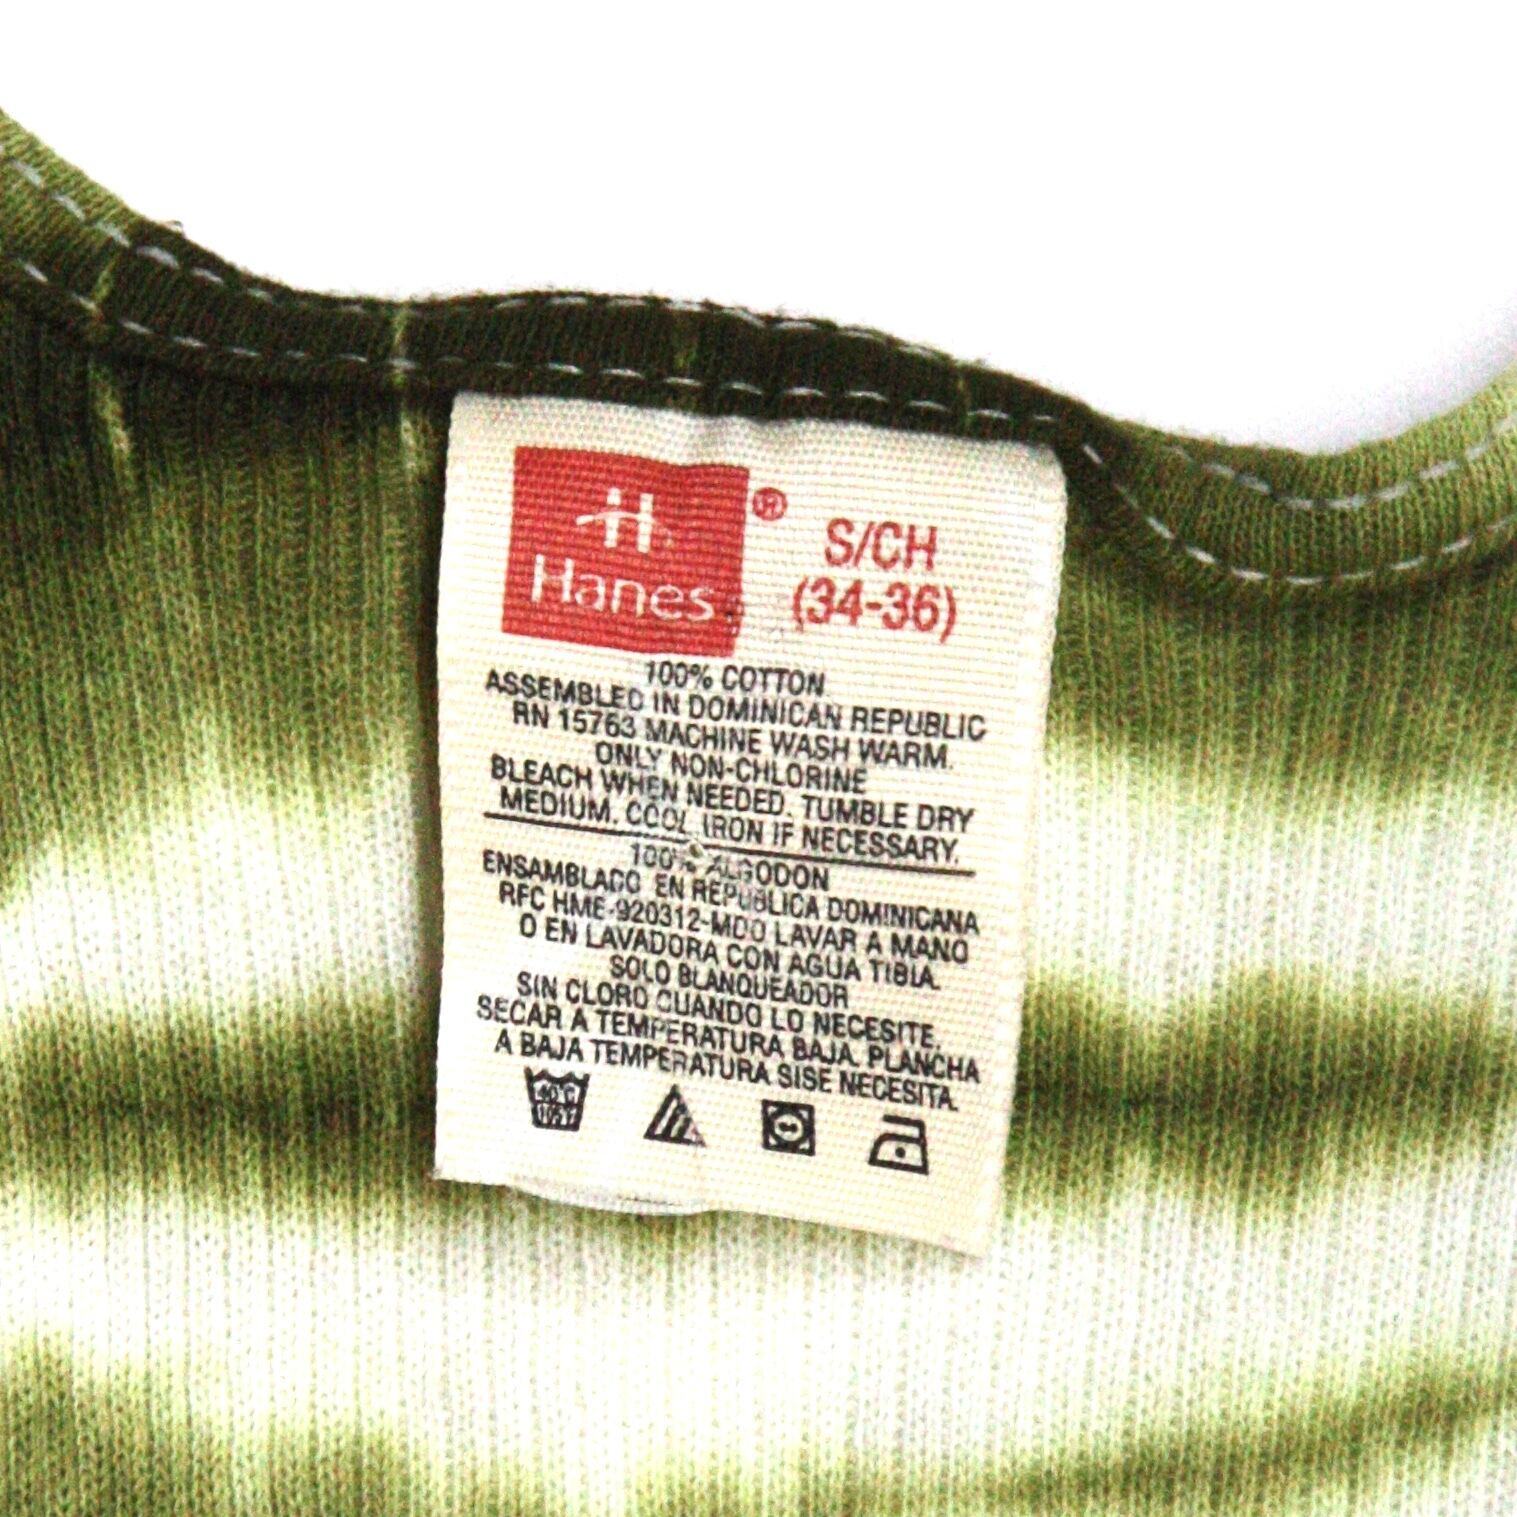 H
Hanes
®
S/CH
(34-36)
100% COTTON
ASSEMBLED IN DOMINICAN REPUBLIC
RN 15763 MACHINE WASH WARM.
ONLY NON-CHLORINE
BLEACH WHEN NEEDED. TUMBLE DRY
MEDIUM. COOL IRON IF NECESSARY.
100% ALGODON
ENSAMBLADO EN REPUBLICA DOMINICANA
RFC HME-920312-MD0 LAVAR A MANO
O EN LAVADORA CON AGUA TIBIA.
SOLO BLANQUEADOR
SIN CLORO CUANDO LO NECESITE.
SECAR A TEMPERATURA BAJA. PLANCHA
A BAJA TEMPERATURA SISE NECESITA.
40°C
105°F